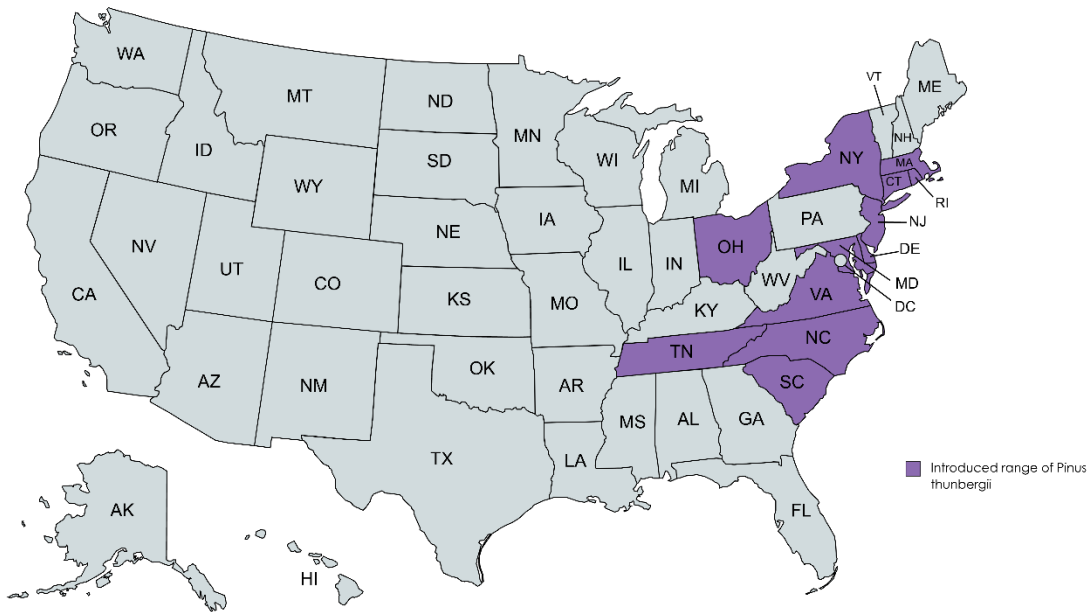 WA
MT
ND
MN
ME
VT
NH
OR
ID
SD
WI
MI
NY
MA
CT
RI
WY
IA
PA
NJ
NV
NE
OH
DE
UT
CO
IL
IN
WV
MD
DC
CA
KS
MO
KY
VA
TN
NC
AZ
NM
OK
AR
SC
MS
AL
GA
TX
LA
FL
Introduced range of Pinus
thunbergii
AK
HI